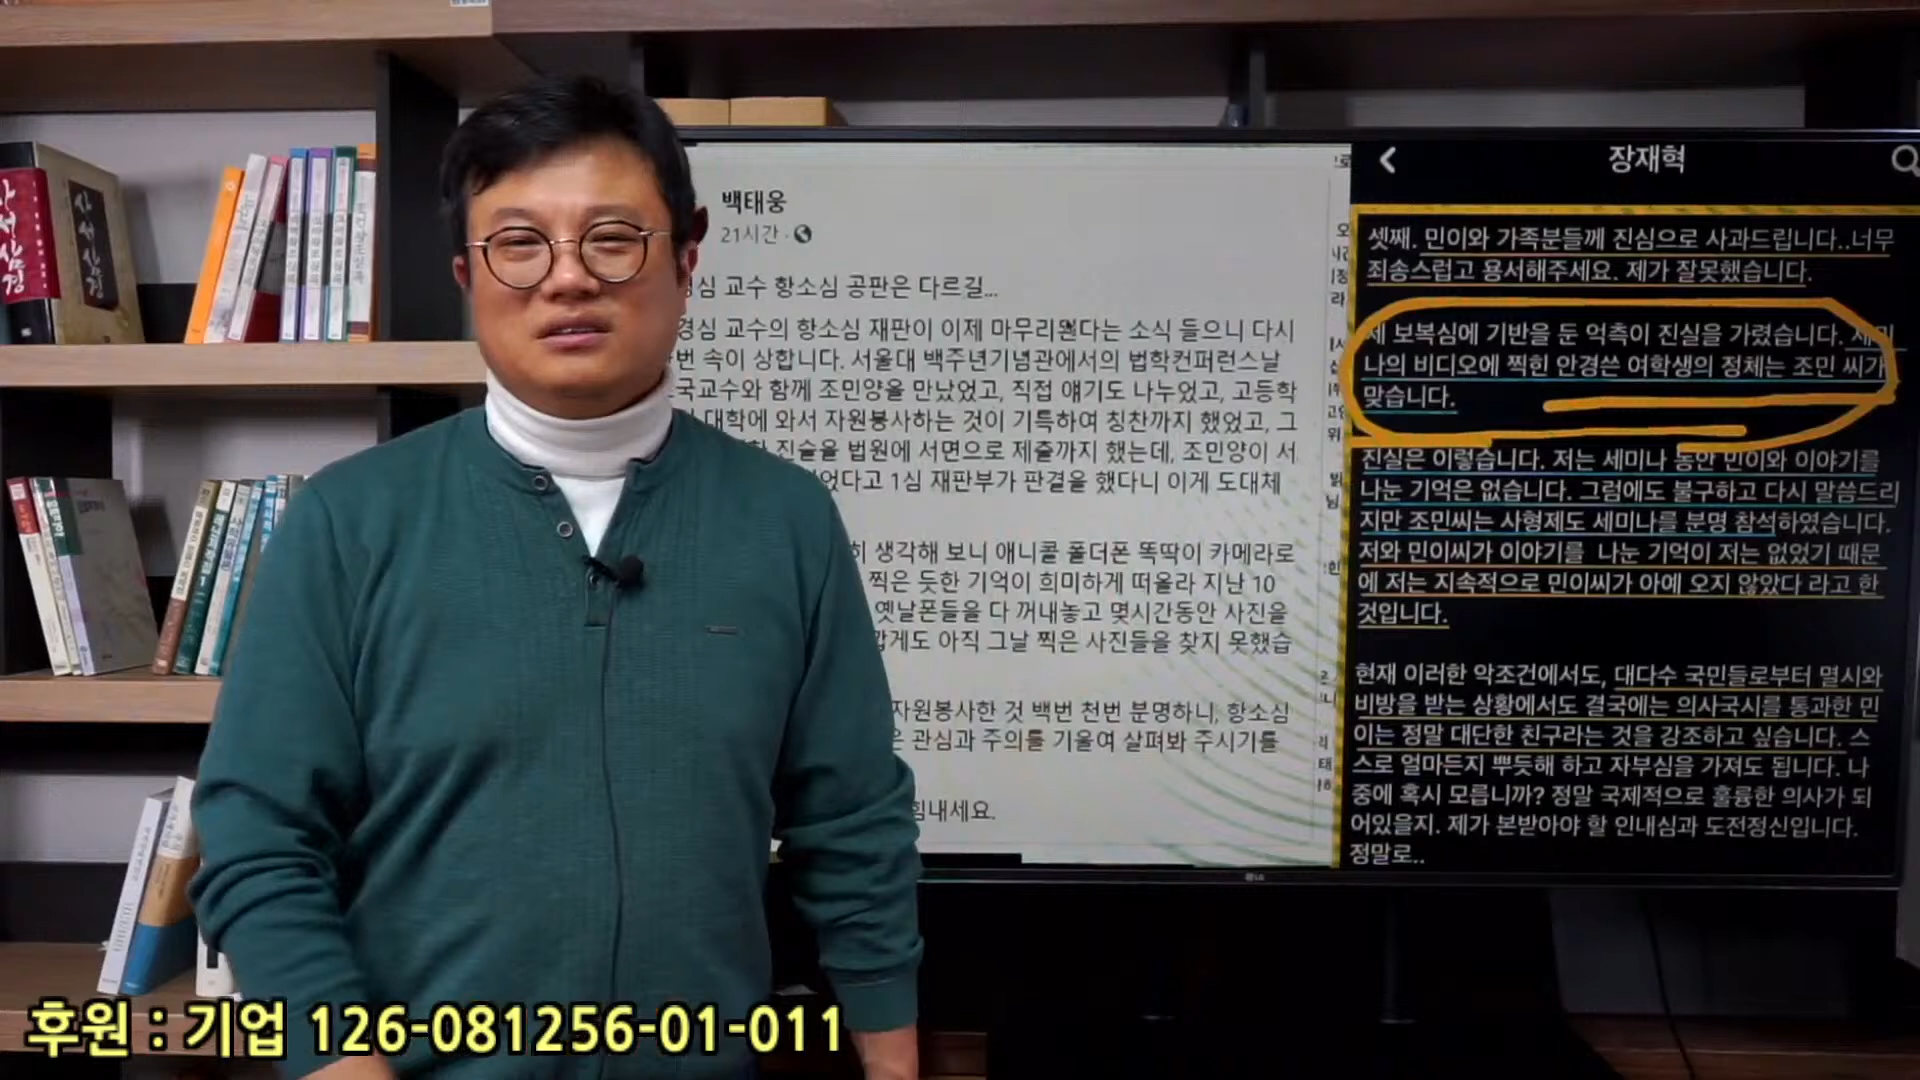 백태웅
21시간
심 교수 항소심 공판은 다르길...
경심 교수의 항소심 재판이 이제 마무리된다는 소식 들으니 다시
번 속이 상합니다. 서울대 백주년기념관에서의 법학컨퍼런스날
국교수와 함께 조민양을 만났었고, 직접 얘기도 나누었고, 고등학
대학에 와서 자원봉사하는 것이 기특하여 칭찬까지 했었고, 그
진술을 법원에 서면으로 제출까지 했는데, 조민양이 서
었다고 1심 재판부가 판결을 했다니 이게 도대체
히 생각해 보니 애니콜 폴더폰 똑딱이 카메라로
찍은 듯한 기억이 희미하게 떠올라 지난 10
옛날폰들을 다 꺼내놓고 몇시간동안 사진을
깝게도 아직 그날 찍은 사진들을 찾지 못했습
자원봉사한 것 백번 천번 분명하니, 항소심
은 관심과 주의를 기울여 살펴봐 주시기를
힘내세요.
장재혁
셋째. 민이와 가족분들께 진심으로 사과드립니다..너무
죄송스럽고 용서해주세요. 제가 잘못했습니다.
제 보복심에 기반을 둔 억측이 진실을 가렸습니다. 세미
나의 비디오에 찍힌 안경쓴 여학생의 정체는 조민 씨가
맞습니다.
진실은 이렇습니다. 저는 세미나 동안 민이와 이야기를
나눈 기억은 없습니다. 그럼에도 불구하고 다시 말씀드리
지만 조민씨는 사형제도 세미나를 분명 참석하였습니다.
저와 민이씨가 이야기를 나눈 기억이 저는 없었기 때문
에 저는 지속적으로 민이씨가 아예 오지 않았다 라고 한
것입니다.
현재 이러한 악조건에서도, 대다수 국민들로부터 멸시와
비방을 받는 상황에서도 결국에는 의사국시를 통과한 민
이는 정말 대단한 친구라는 것을 강조하고 싶습니다. 스
스로 얼마든지 뿌듯해 하고 자부심을 가져도 됩니다. 나
중에 혹시 모릅니까? 정말 국제적으로 훌륭한 의사가 되
어있을지. 제가 본받아야 할 인내심과 도전정신입니다.
정말로..
LG
사서삼경
사서삼경
후원 : 기업 126-081256-01-011